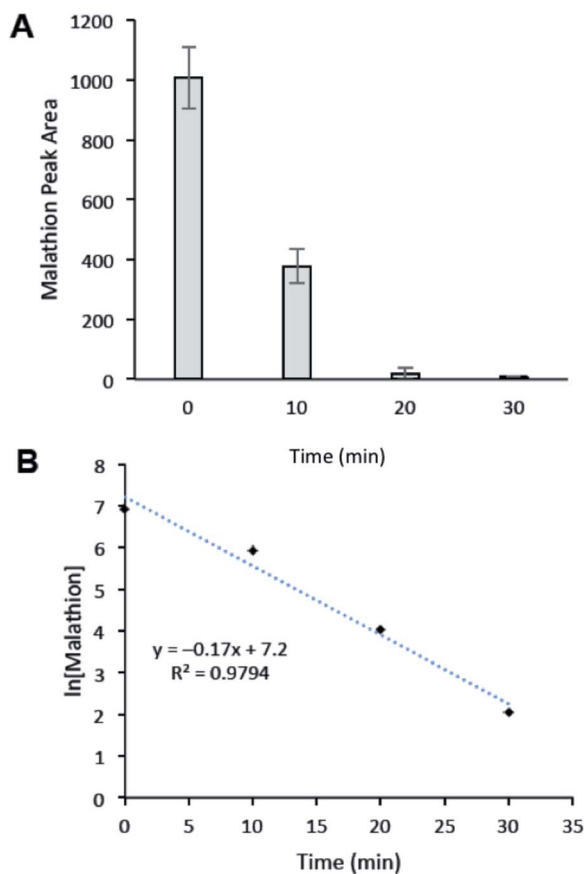 A
1200
1000
800
600
400
200
0
Malathion Peak Area
0 10 20 30
Time (min)
B
8
7
6
5
4
3
2
1
0
ln[Malathion]
y = –0.17x + 7.2
R² = 0.9794
0 5 10 15 20 25 30 35
Time (min)